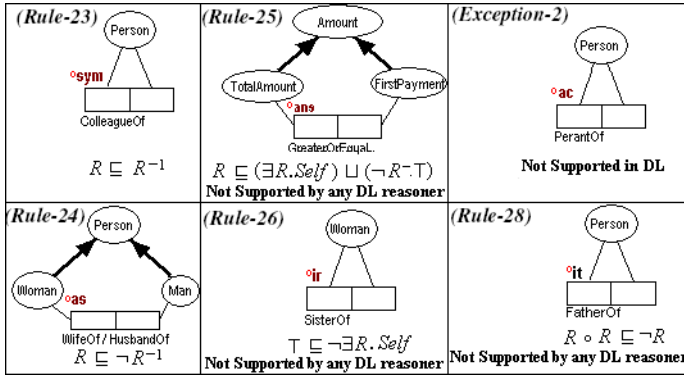 (Rule-23)
Person
°sym
ColleagueOf
R ⊑ R⁻¹
(Rule-25)
Amount
TotalAmount
FirstPayment
°ans
GreaterOrEqual.
R ⊑ (∃R.Self) ⊔ (¬R⁻.⊤)
Not Supported by any DL reasoner
(Exception-2)
Person
°ac
PerantOf
Not Supported in DL
(Rule-24)
Person
Woman
Man
°as
WifeOf / HusbandOf
R ⊑ ¬R⁻¹
(Rule-26)
Woman
°ir
SisterOf
⊤ ⊑ ¬∃R.Self
Not Supported by any DL reasoner
(Rule-28)
Person
°it
FatherOf
R ∘ R ⊑ ¬R
Not Supported by any DL reasoner